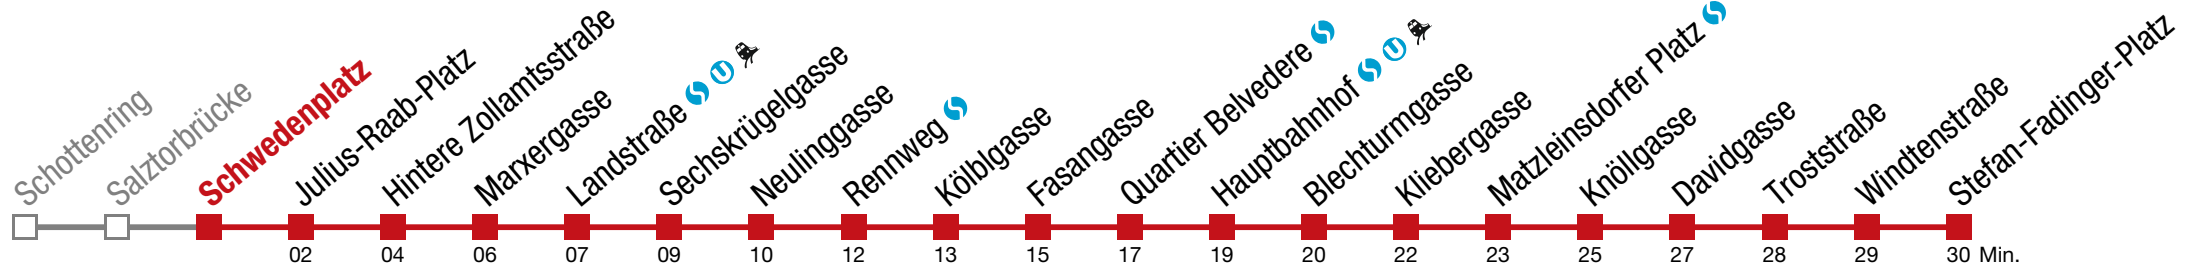 Schottenring
Salztorbrücke
Schwedenplatz
Julius-Raab-Platz
Hintere Zollamtsstraße
Marxergasse
Landstraße
Sechskrügelgasse
Neulinggasse
Rennweg
Kölblgasse
Fasangasse
Quartier Belvedere
Hauptbahnhof
Blechturmgasse
Kliebergasse
Matzleinsdorfer Platz
Knöllgasse
Davidgasse
Troststraße
Windtenstraße
Stefan-Fadinger-Platz
02 04 06 07 09 10 12 13 15 17 19 20 22 23 25 27 28 29 30 Min.